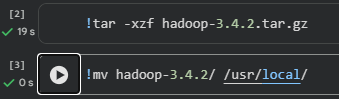 [2]
!tar -xzf hadoop-3.4.2.tar.gz
✓ 19 s
[3]
!mv hadoop-3.4.2/ /usr/local/
✓ 0 s